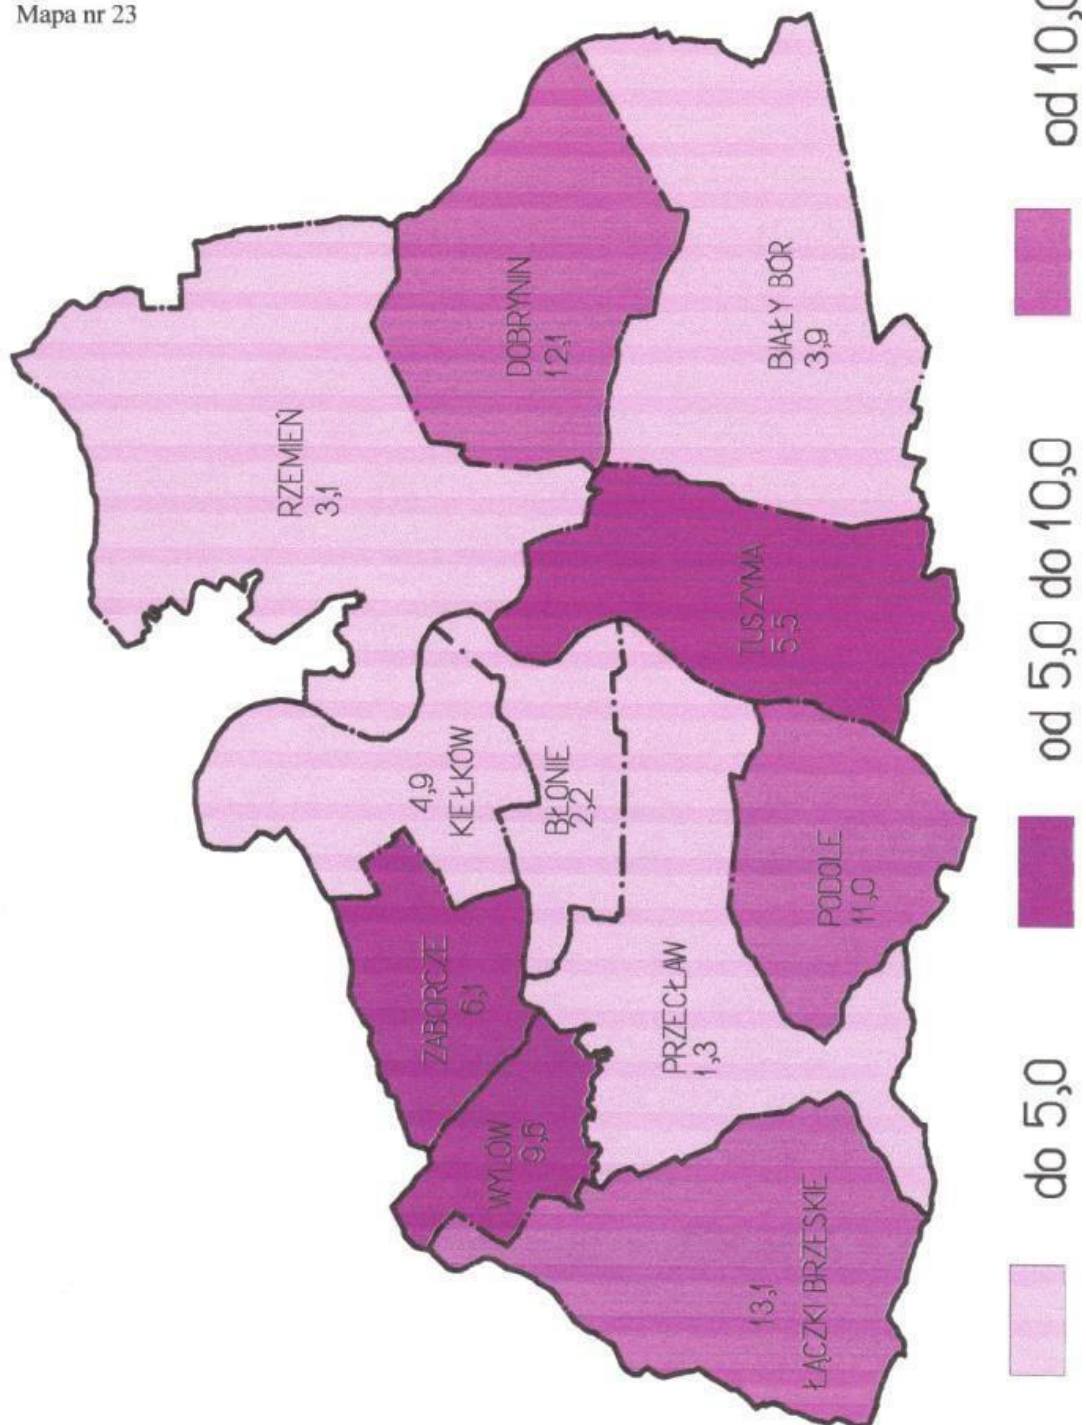 Mapa nr 23
RZEMIEŃ
3,1
DOBRYNIN
12,1
BIAŁY BÓR
3,9
TUSZYMA
5,5
4,9
KIEŁKÓW
BŁONIE
2,2
ZABORCZE
6,1
WYLÓW
9,6
PRZECŁAW
1,3
PODOLE
11,0
13,1
ŁĄCZKI BRZESKIE
do 5,0
od 5,0 do 10,0
od 10,0